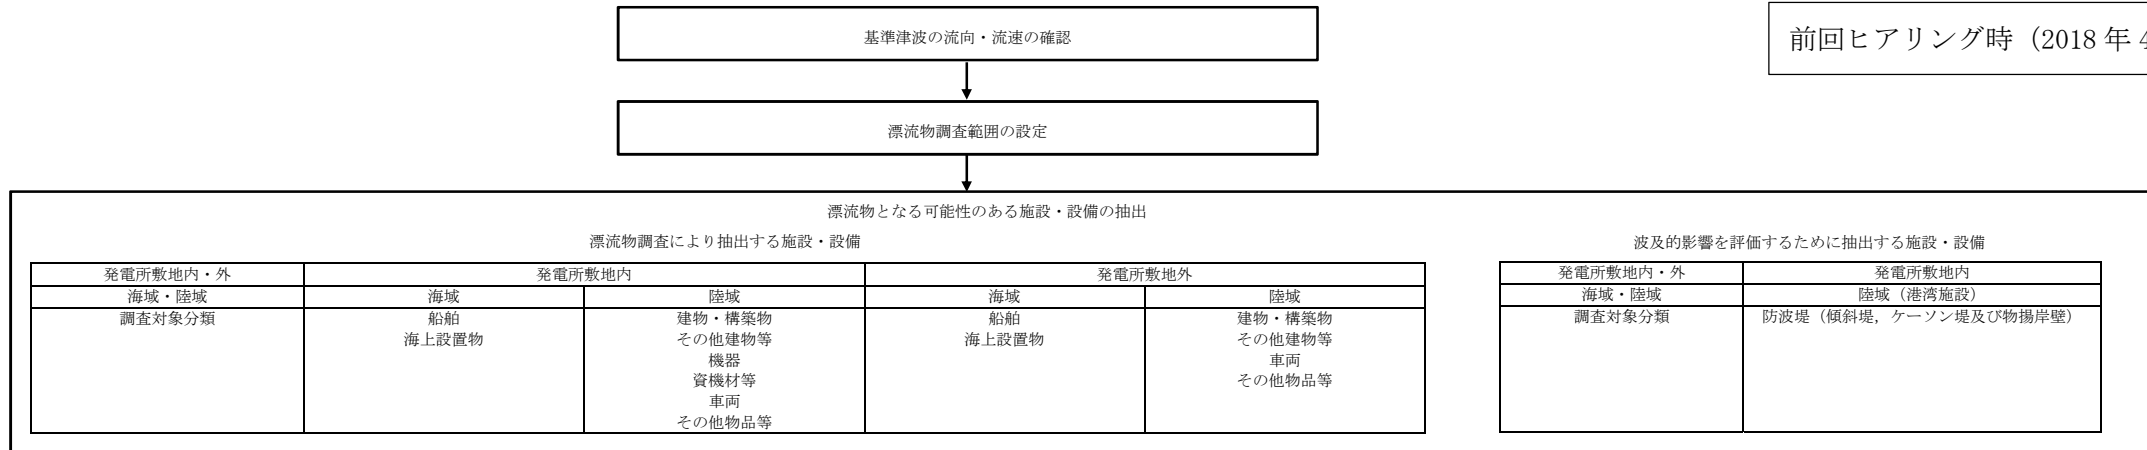 基準津波の流向・流速の確認
前回ヒアリング時（2018 年 4
漂流物調査範囲の設定
漂流物となる可能性のある施設・設備の抽出
漂流物調査により抽出する施設・設備
発電所敷地内・外 発電所敷地内 発電所敷地外
海域・陸域 海域 陸域 海域 陸域
調査対象分類 船舶 建物・構築物 船舶 建物・構築物
海上設置物 その他建物等 海上設置物 その他建物等
機器 車両
資機材等 その他物品等
車両
その他物品等
波及的影響を評価するために抽出する施設・設備
発電所敷地内・外 発電所敷地内
海域・陸域 陸域（港湾施設）
調査対象分類 防波堤（傾斜堤，ケーソン堤及び物揚岸壁）